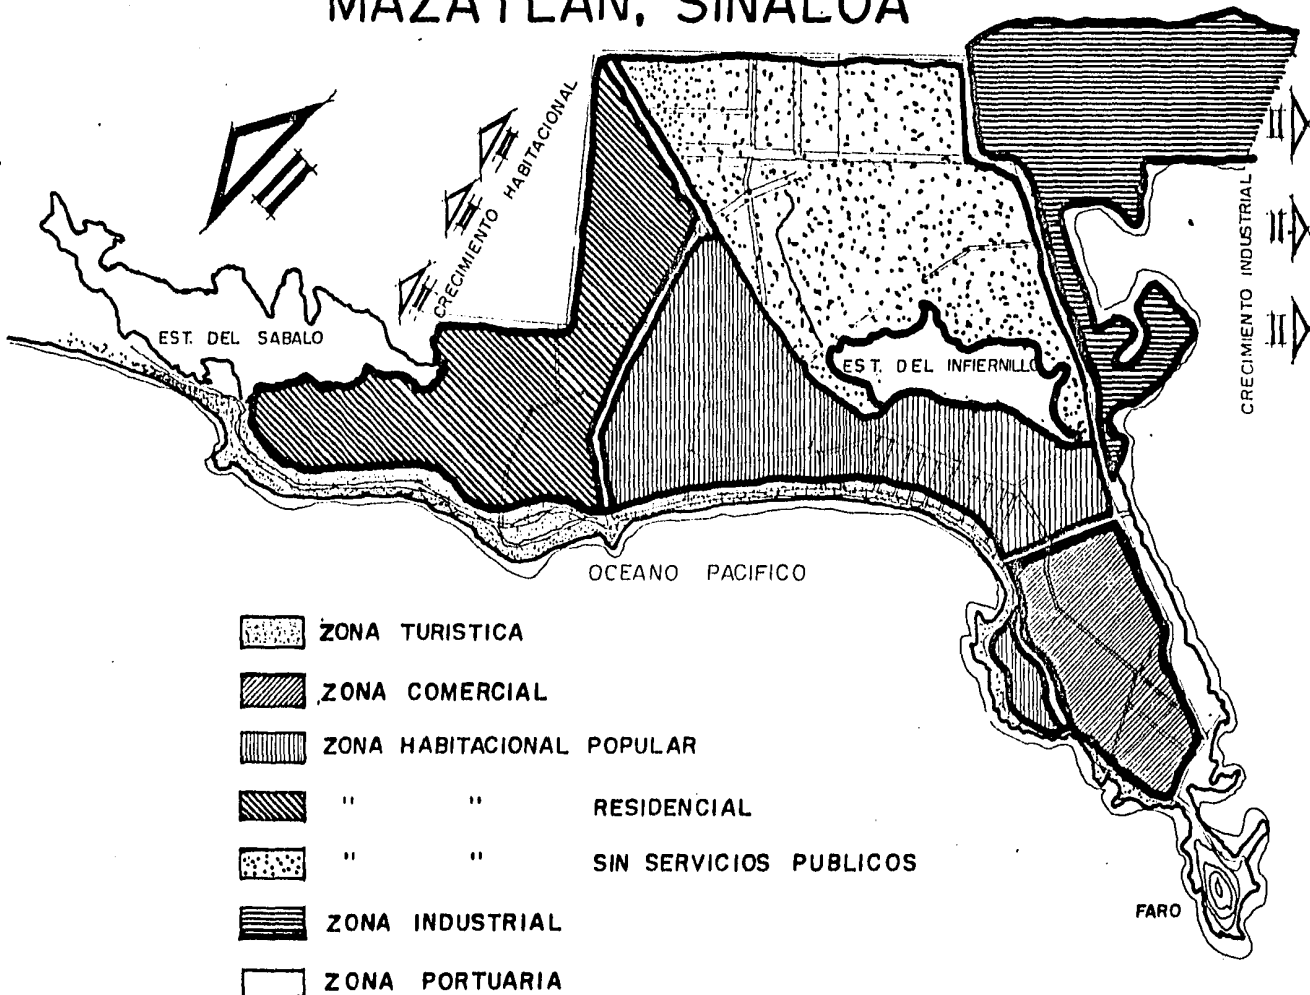 MAZATLAN, SINALOA
CRECIMIENTO HABITACIONAL
CRECIMIENTO INDUSTRIAL
EST. DEL SABALO
EST. DEL INFIERNILLO
OCEANO PACIFICO
ZONA TURISTICA
ZONA COMERCIAL
ZONA HABITACIONAL POPULAR
" " RESIDENCIAL
" " SIN SERVICIOS PUBLICOS
FARO
ZONA INDUSTRIAL
ZONA PORTUARIA